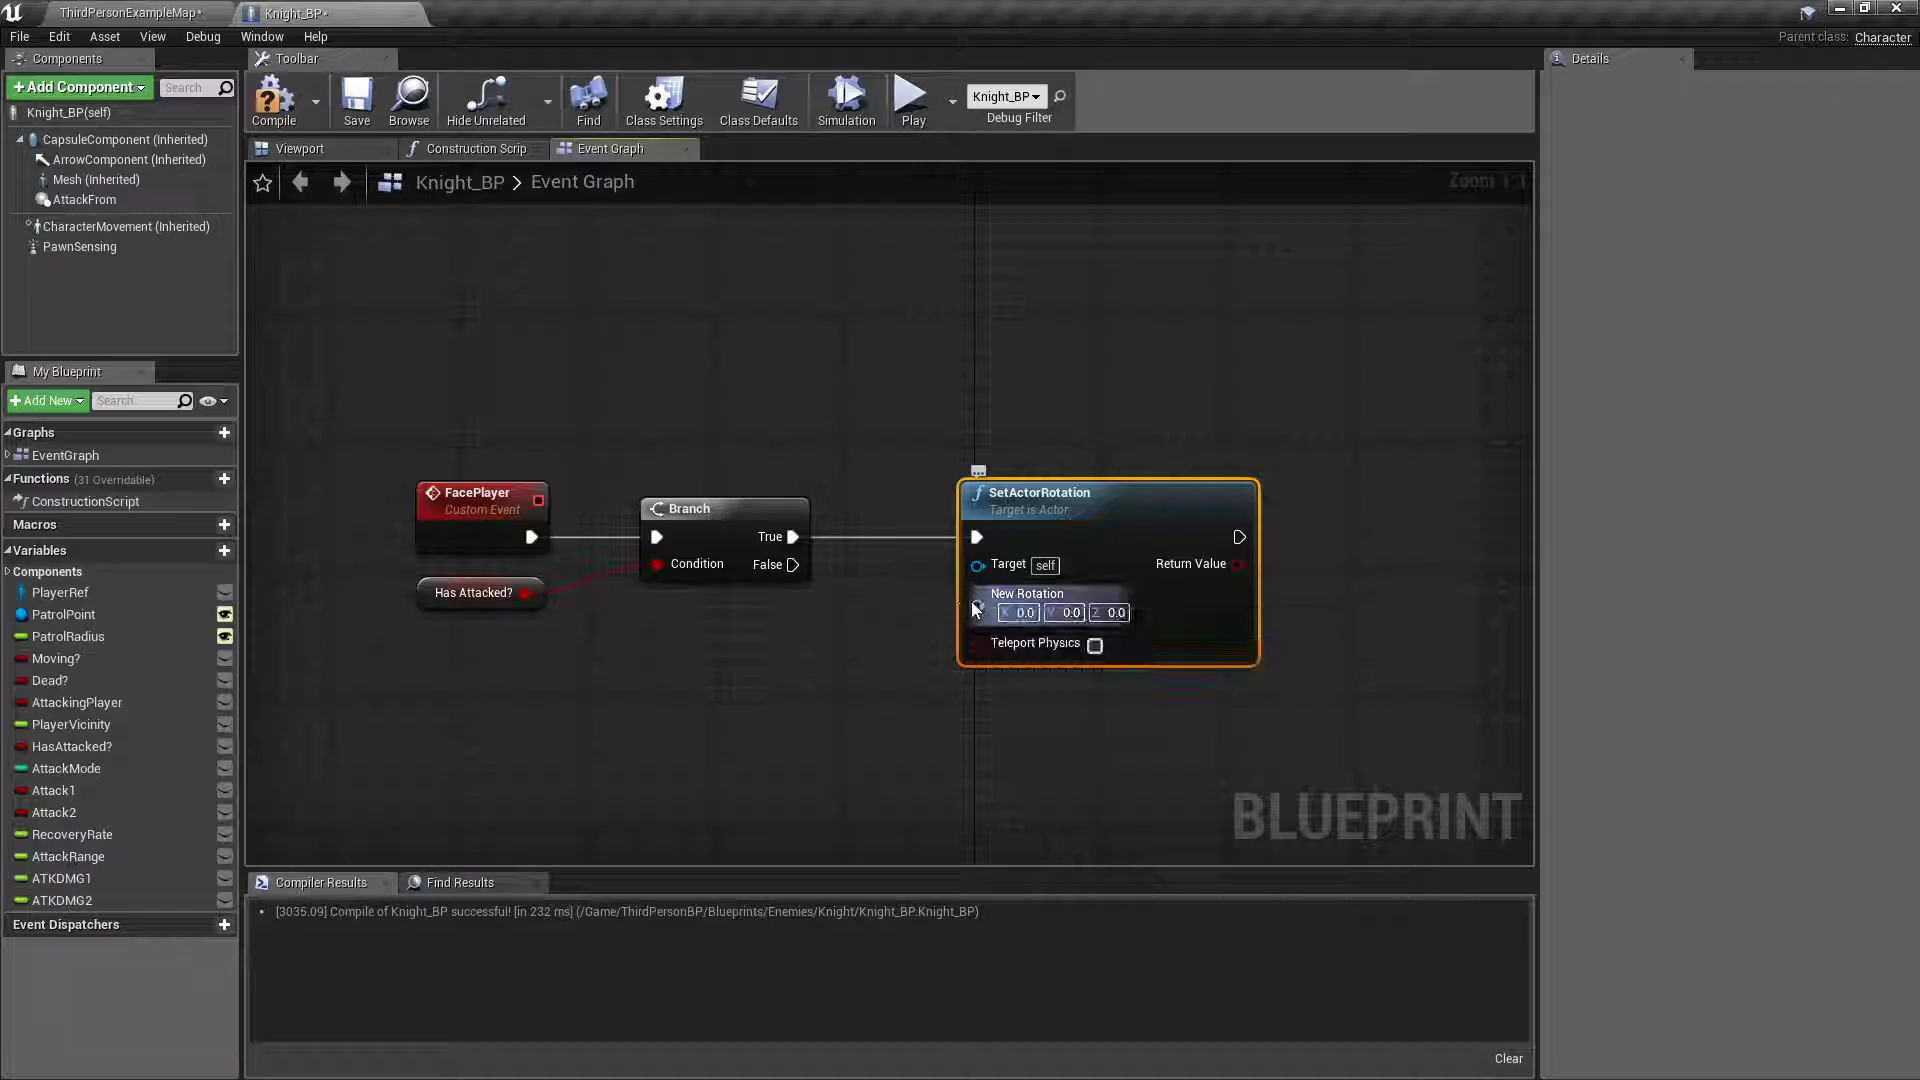 ThirdPersonExampleMap*
Knight_BP*
File Edit Asset View Debug Window Help
Parent class: Character
Components
Toolbar
Details
+Add Component
Search
Knight_BP(self)
CapsuleComponent (Inherited)
ArrowComponent (Inherited)
Mesh (Inherited)
AttackFrom
CharacterMovement (Inherited)
PawnSensing
Compile
Save
Browse
Hide Unrelated
Find
Class Settings
Class Defaults
Simulation
Play
Knight_BP
Debug Filter
Viewport
Construction Scrip
Event Graph
Knight_BP > Event Graph
Zoom 1:1
My Blueprint
+Add New
Search
Graphs
EventGraph
Functions (31 Overridable)
ConstructionScript
Macros
Variables
Components
PlayerRef
PatrolPoint
PatrolRadius
Moving?
Dead?
AttackingPlayer
PlayerVicinity
HasAttacked?
AttackMode
Attack1
Attack2
RecoveryRate
AttackRange
ATKDMG1
ATKDMG2
Event Dispatchers
FacePlayer
Custom Event
Has Attacked?
Branch
True
Condition
False
SetActorRotation
Target is Actor
Target self
Return Value
New Rotation
X 0.0 Y 0.0 Z 0.0
Teleport Physics
BLUEPRINT
Compiler Results
Find Results
[3035.09] Compile of Knight_BP successful! [in 232 ms] (/Game/ThirdPersonBP/Blueprints/Enemies/Knight/Knight_BP.Knight_BP)
Clear